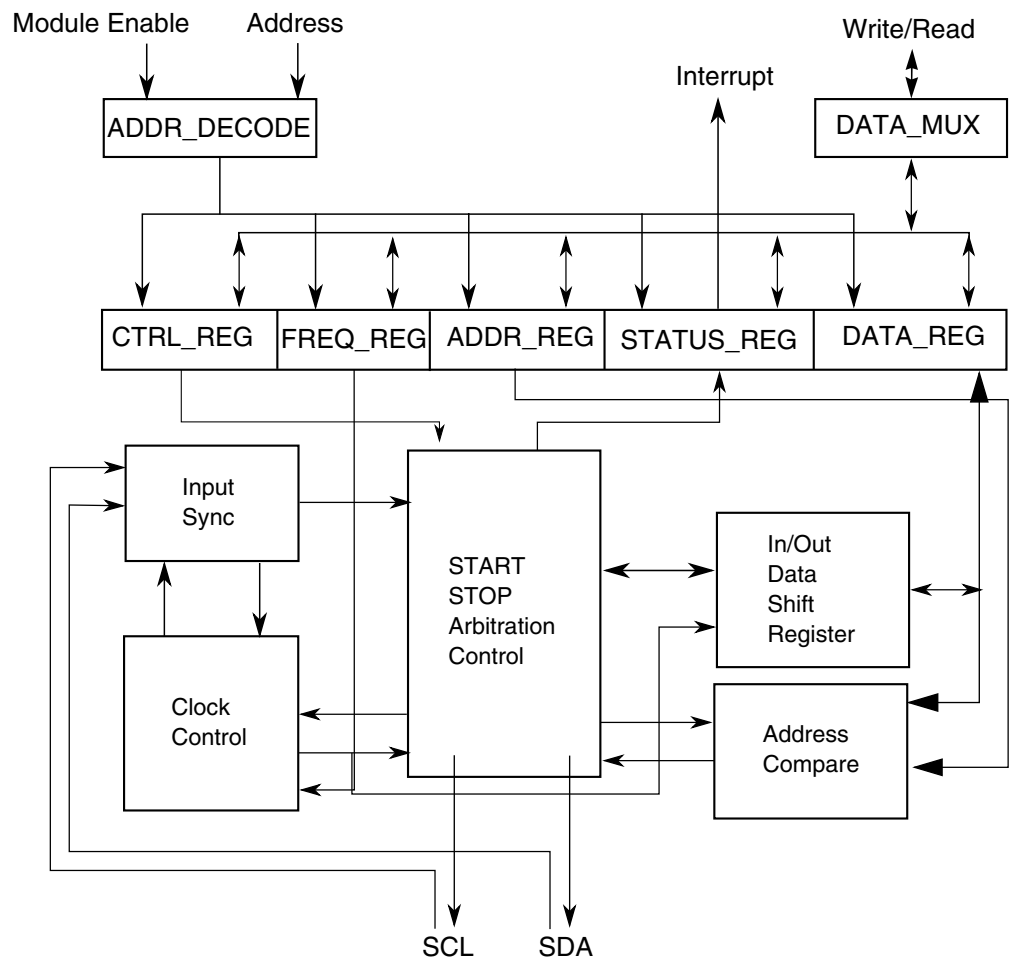 Module Enable
Address
Write/Read
Interrupt
ADDR_DECODE
DATA_MUX
CTRL_REG
FREQ_REG
ADDR_REG
STATUS_REG
DATA_REG
Input
Sync
START
STOP
Arbitration
Control
In/Out
Data
Shift
Register
Clock
Control
Address
Compare
SCL
SDA